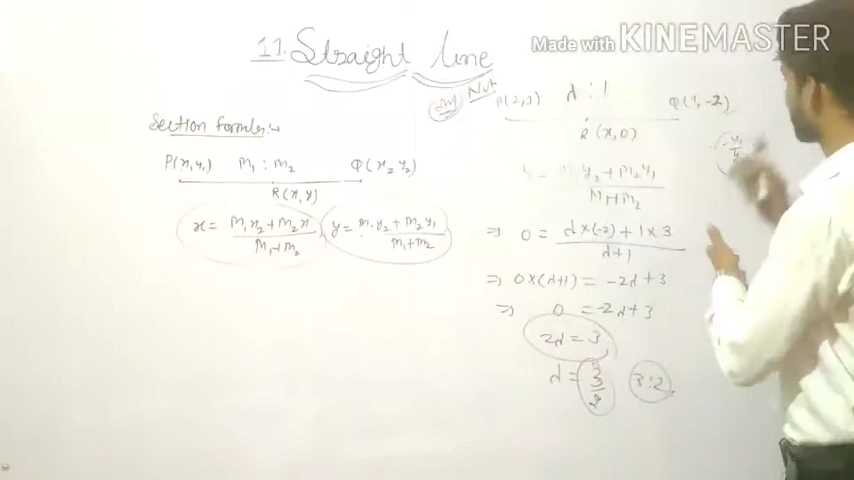 Made with KINEMASTER
11. Straight line
Section formula:-
P(x, y₁) m₁ : m₂ Q(x₂ y₂)
R(x, y)
x = m₁x₂ + m₂x / m₁+m₂
y = m₁y₂ + m₂y₁ / m₁+m₂
Not
P(2,3) λ : 1 Q(4, -2)
R (x, 0)
y = m₁y₂ + m₂y₁ / m₁+m₂
⇒ 0 = λ×(-2) + 1×3 / λ+1
⇒ 0×(λ+1) = -2λ+3
⇒ 0 = -2λ+3
2λ = 3
λ = 3/2
3:2